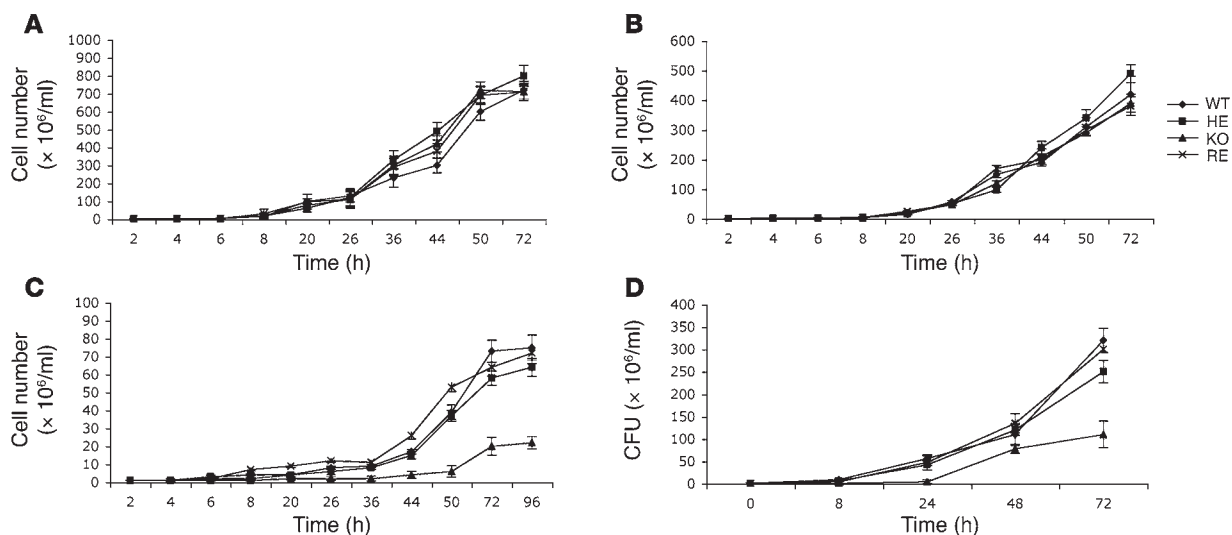 A
Cell number
(× 10⁶/ml)
1000
900
800
700
600
500
400
300
200
100
0
2 4 6 8 20 26 36 44 50 72
Time (h)
B
Cell number
(× 10⁶/ml)
600
500
400
300
200
100
0
2 4 6 8 20 26 36 44 50 72
Time (h)
WT
HE
KO
RE
C
Cell number
(× 10⁶/ml)
100
90
80
70
60
50
40
30
20
10
0
2 4 6 8 20 26 36 44 50 72 96
Time (h)
D
CFU (× 10⁶/ml)
400
350
300
250
200
150
100
50
0
0 8 24 48 72
Time (h)